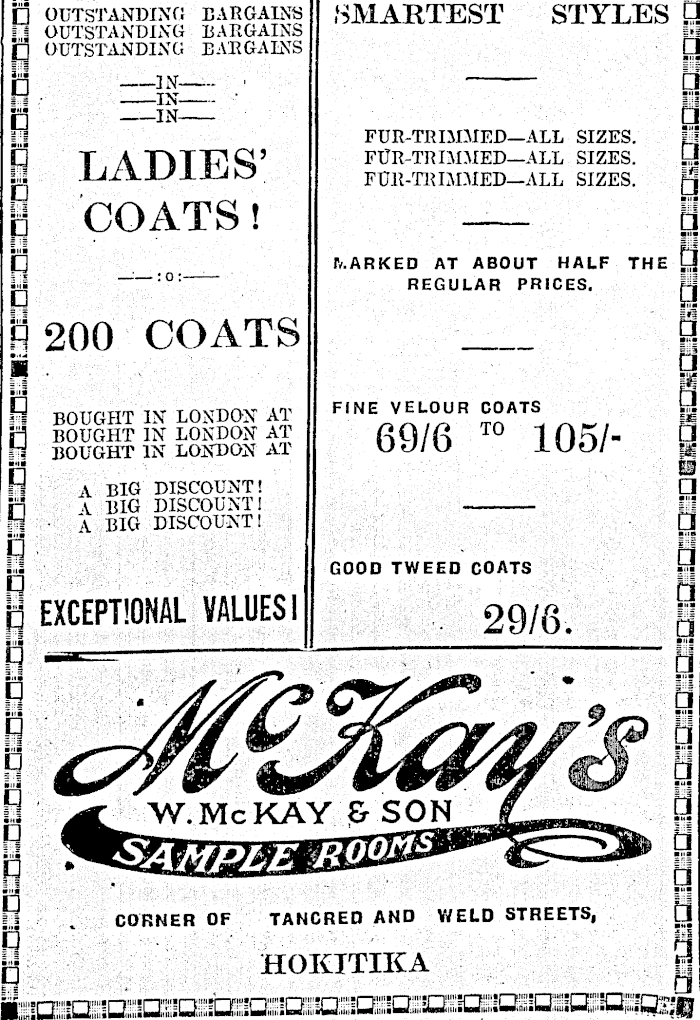 OUTSTANDING BARGAINS
OUTSTANDING BARGAINS
OUTSTANDING BARGAINS
——IN——
——IN——
——IN——
LADIES'
COATS!
——:o:——
200 COATS
BOUGHT IN LONDON AT
BOUGHT IN LONDON AT
BOUGHT IN LONDON AT
A BIG DISCOUNT!
A BIG DISCOUNT!
A BIG DISCOUNT!
EXCEPTIONAL VALUES!
SMARTEST STYLES
FUR-TRIMMED—ALL SIZES.
FUR-TRIMMED—ALL SIZES.
FUR-TRIMMED—ALL SIZES.
MARKED AT ABOUT HALF THE
REGULAR PRICES.
FINE VELOUR COATS
69/6 TO 105/-
GOOD TWEED COATS
29/6.
McKay's
W. McKAY & SON
SAMPLE ROOMS
CORNER OF TANCRED AND WELD STREETS,
HOKITIKA